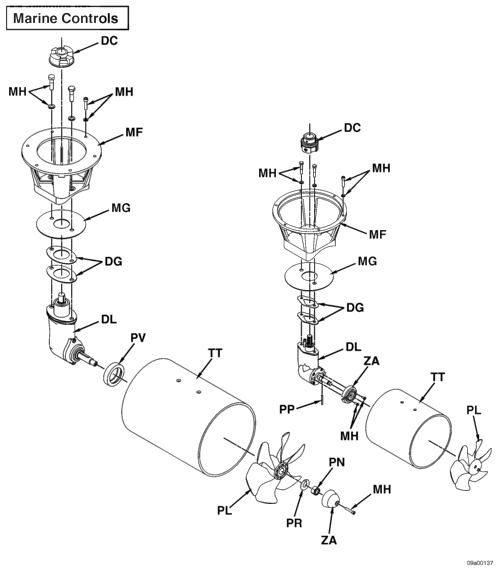 Marine Controls
DC
MH
MH
MF
MG
DG
DL
PV
TT
PL
PR
PN
ZA
MH
DC
MH
MH
MF
MG
DG
DL
ZA
TT
PP
MH
PL
09a00137